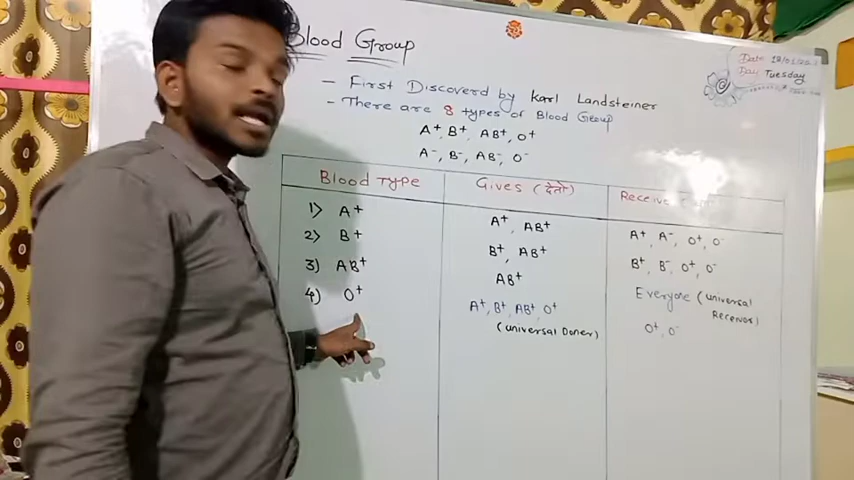 Blood Group
Date
Day Tuesday
- First Discovered by Karl Landsteiner
- There are 8 types of Blood Group
A+, B+, AB+, O+
A-, B-, AB-, O-
Blood Type Gives (देता) Receive
1) A+ A+, AB+ A+, A-, O+, O-
2) B+ B+, AB+ B+, B-, O+, O-
3) AB+ AB+ Everyone (universal Receiver)
4) O+ A+, B+, AB+, O+ (universal Doner) O+, O-